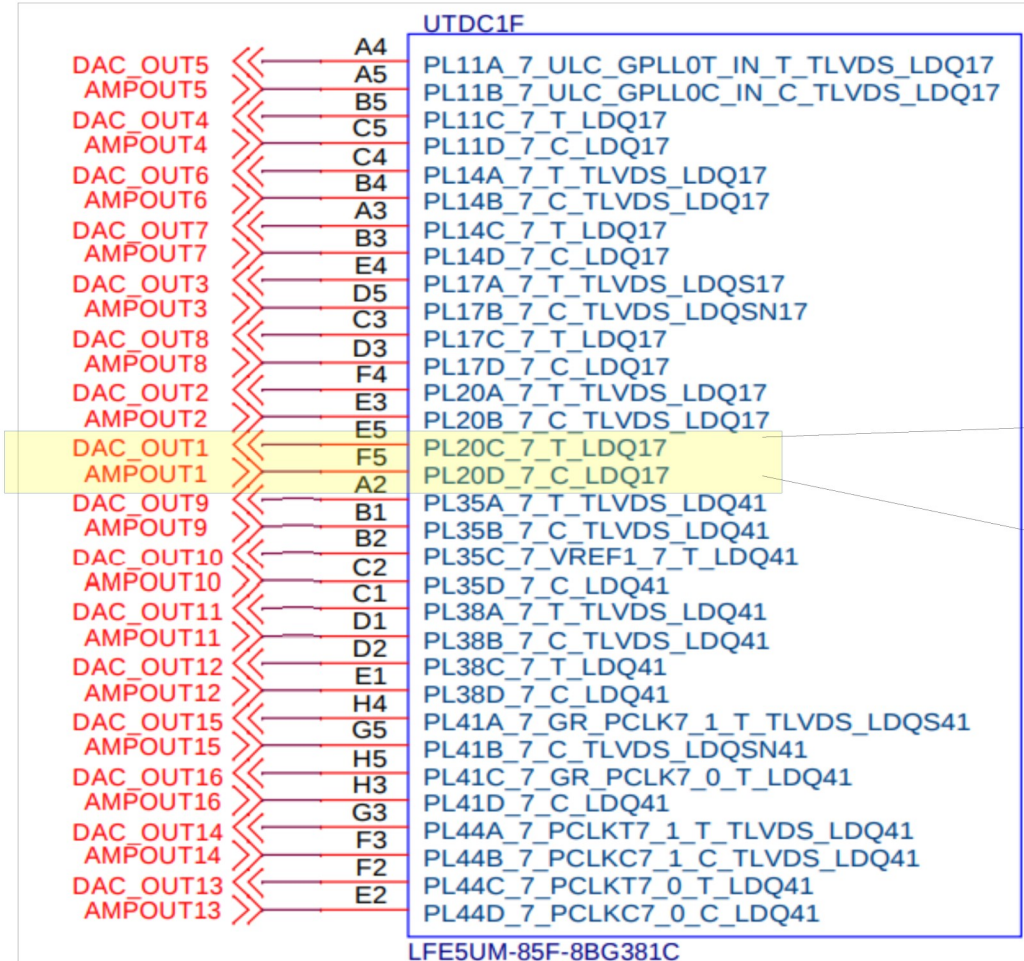 UTDC1F
DAC_OUT5 A4 PL11A_7_ULC_GPLL0T_IN_T_TLVDS_LDQ17
AMPOUT5 A5 PL11B_7_ULC_GPLL0C_IN_C_TLVDS_LDQ17
DAC_OUT4 B5 PL11C_7_T_LDQ17
AMPOUT4 C5 PL11D_7_C_LDQ17
DAC_OUT6 C4 PL14A_7_T_TLVDS_LDQ17
AMPOUT6 B4 PL14B_7_C_TLVDS_LDQ17
DAC_OUT7 A3 PL14C_7_T_LDQ17
AMPOUT7 B3 PL14D_7_C_LDQ17
DAC_OUT3 E4 PL17A_7_T_TLVDS_LDQS17
AMPOUT3 D5 PL17B_7_C_TLVDS_LDQSN17
DAC_OUT8 C3 PL17C_7_T_LDQ17
AMPOUT8 D3 PL17D_7_C_LDQ17
DAC_OUT2 F4 PL20A_7_T_TLVDS_LDQ17
AMPOUT2 E3 PL20B_7_C_TLVDS_LDQ17
DAC_OUT1 E5 PL20C_7_T_LDQ17
AMPOUT1 F5 PL20D_7_C_LDQ17
DAC_OUT9 A2 PL35A_7_T_TLVDS_LDQ41
AMPOUT9 B1 PL35B_7_C_TLVDS_LDQ41
DAC_OUT10 B2 PL35C_7_VREF1_7_T_LDQ41
AMPOUT10 C2 PL35D_7_C_LDQ41
DAC_OUT11 C1 PL38A_7_T_TLVDS_LDQ41
AMPOUT11 D1 PL38B_7_C_TLVDS_LDQ41
DAC_OUT12 D2 PL38C_7_T_LDQ41
AMPOUT12 E1 PL38D_7_C_LDQ41
DAC_OUT15 H4 PL41A_7_GR_PCLK7_1_T_TLVDS_LDQS41
AMPOUT15 G5 PL41B_7_C_TLVDS_LDQSN41
DAC_OUT16 H5 PL41C_7_GR_PCLK7_0_T_LDQ41
AMPOUT16 H3 PL41D_7_C_LDQ41
DAC_OUT14 G3 PL44A_7_PCLKT7_1_T_TLVDS_LDQ41
AMPOUT14 F3 PL44B_7_PCLKC7_1_C_TLVDS_LDQ41
DAC_OUT13 F2 PL44C_7_PCLKT7_0_T_LDQ41
AMPOUT13 E2 PL44D_7_PCLKC7_0_C_LDQ41
LFE5UM-85F-8BG381C